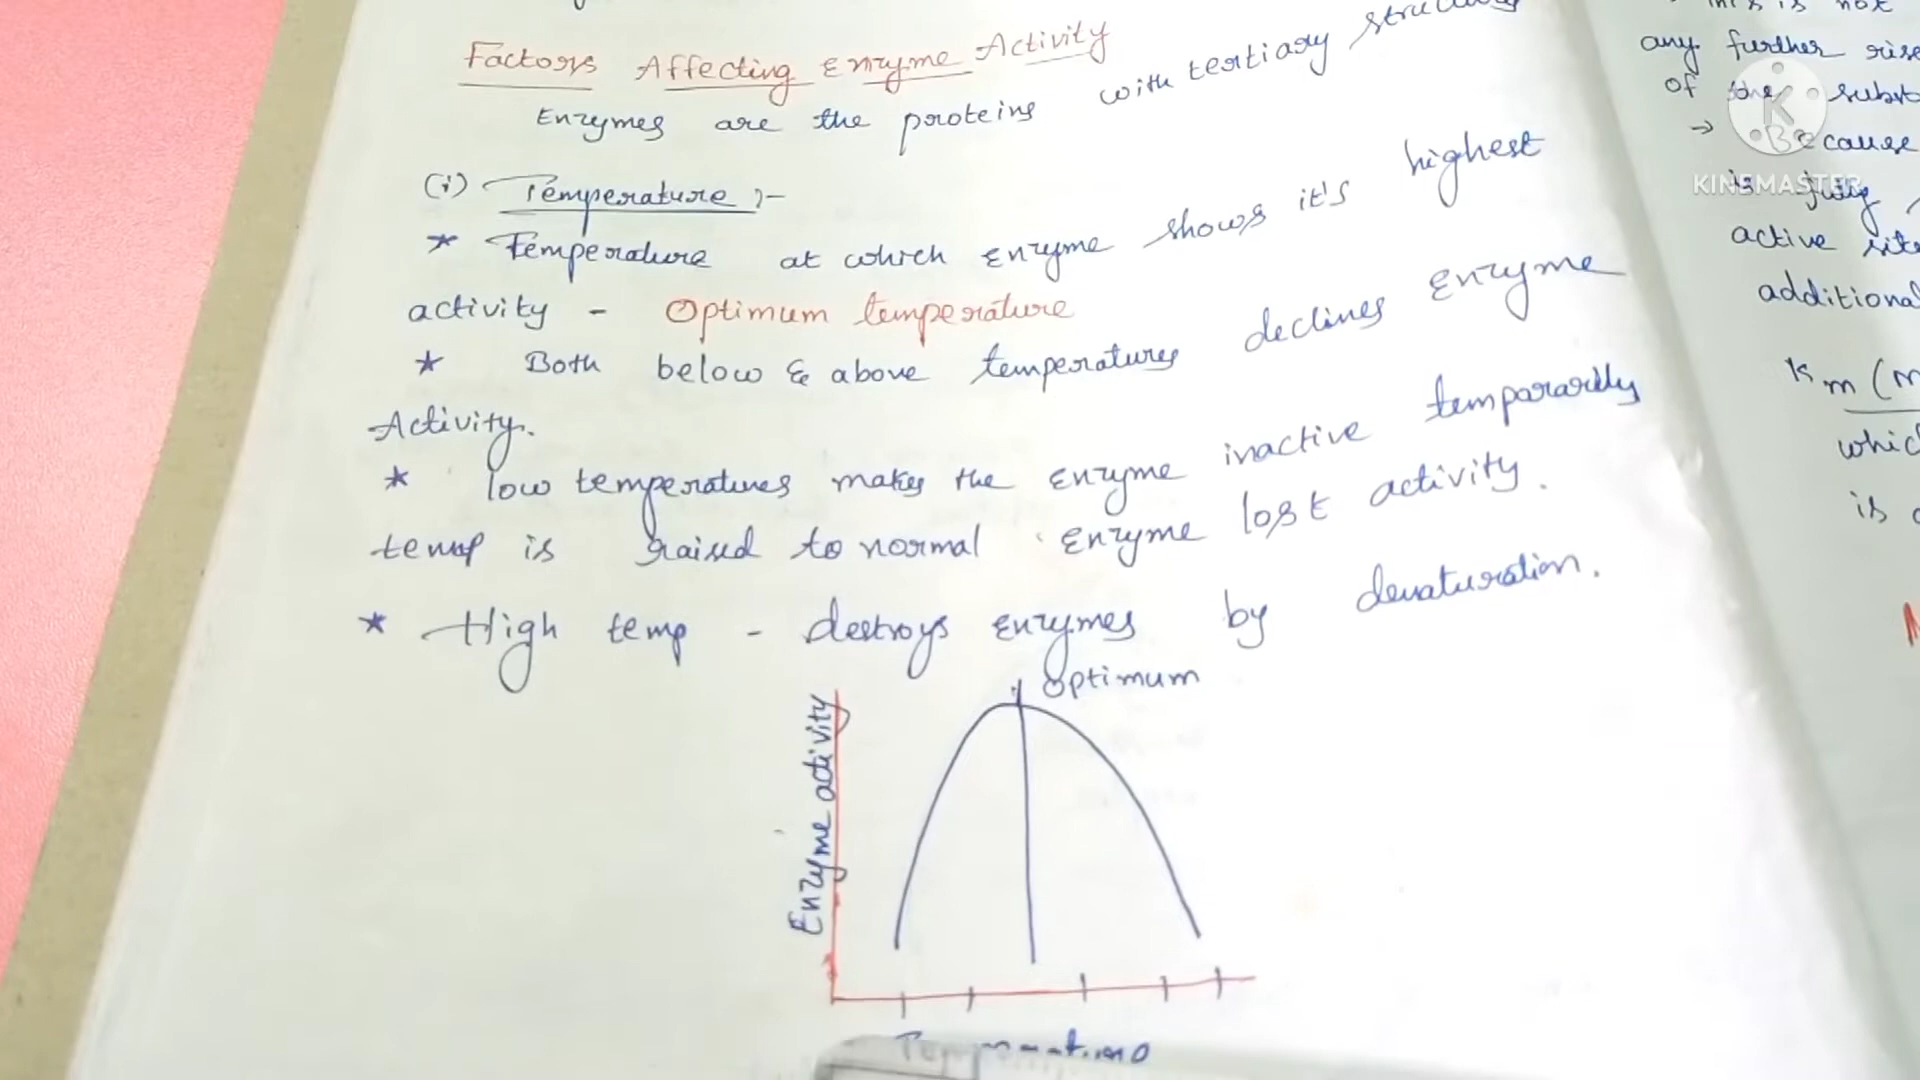 Factors Affecting Enzyme Activity
Enzymes are the proteins with tertiary
(i) Temperature :-
* Temperature at which enzyme shows it's highest
activity - Optimum temperature
* Both below & above temperatures declines enzyme
Activity.
* low temperatures makes the enzyme inactive temporarily
temp is raised to normal enzyme lost activity.
* High temp - destroys enzymes by denaturation.
Optimum
Enzyme activity
any further rise
of the
→ Because
is
active site
additional
Km
is
KINEMASTER